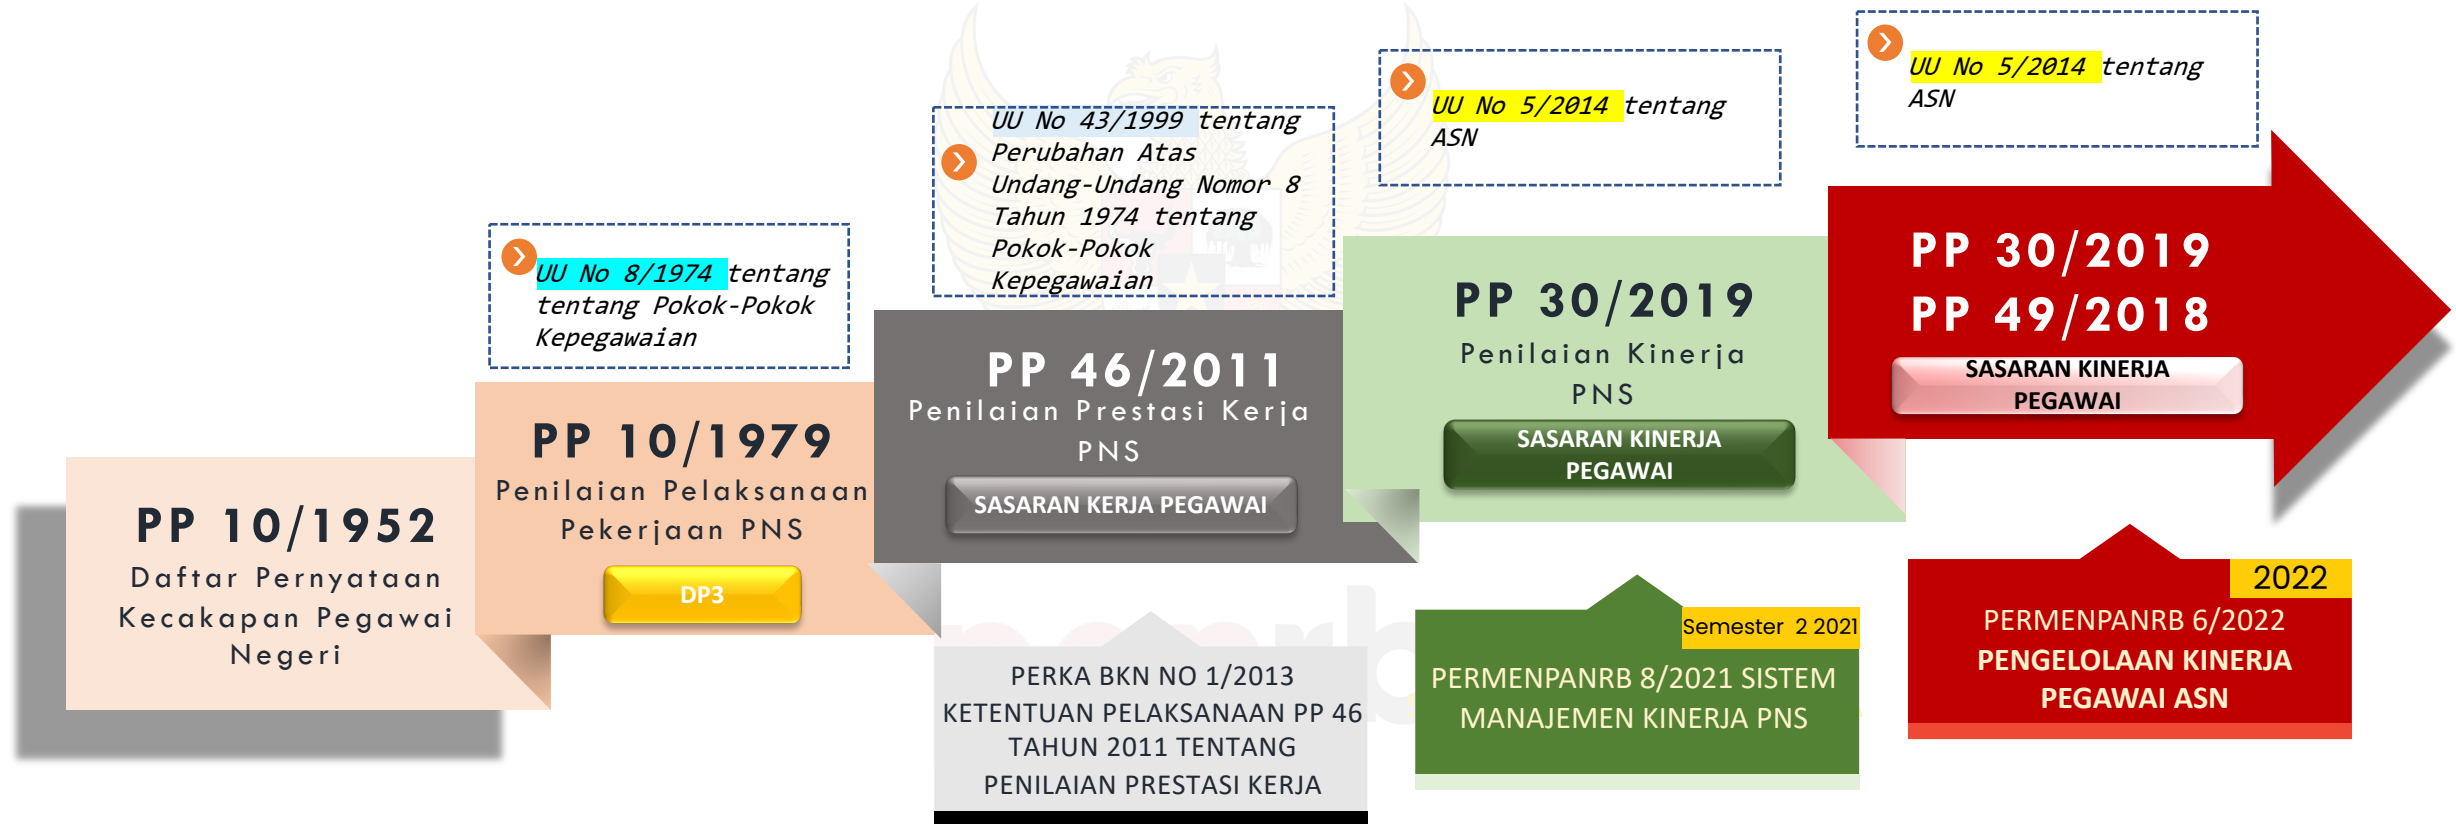 PP 10/1952
Daftar Pernyataan
Kecakapan Pegawai
Negeri
UU No 8/1974 tentang
tentang Pokok-Pokok
Kepegawaian
PP 10/1979
Penilaian Pelaksanaan
Pekerjaan PNS
DP3
UU No 43/1999 tentang
Perubahan Atas
Undang-Undang Nomor 8
Tahun 1974 tentang
Pokok-Pokok
Kepegawaian
PP 46/2011
Penilaian Prestasi Kerja
PNS
SASARAN KERJA PEGAWAI
PERKA BKN NO 1/2013
KETENTUAN PELAKSANAAN PP 46
TAHUN 2011 TENTANG
PENILAIAN PRESTASI KERJA
UU No 5/2014 tentang
ASN
PP 30/2019
Penilaian Kinerja
PNS
SASARAN KINERJA
PEGAWAI
Semester 2 2021
PERMENPANRB 8/2021 SISTEM
MANAJEMEN KINERJA PNS
UU No 5/2014 tentang
ASN
PP 30/2019
PP 49/2018
SASARAN KINERJA
PEGAWAI
2022
PERMENPANRB 6/2022
PENGELOLAAN KINERJA
PEGAWAI ASN